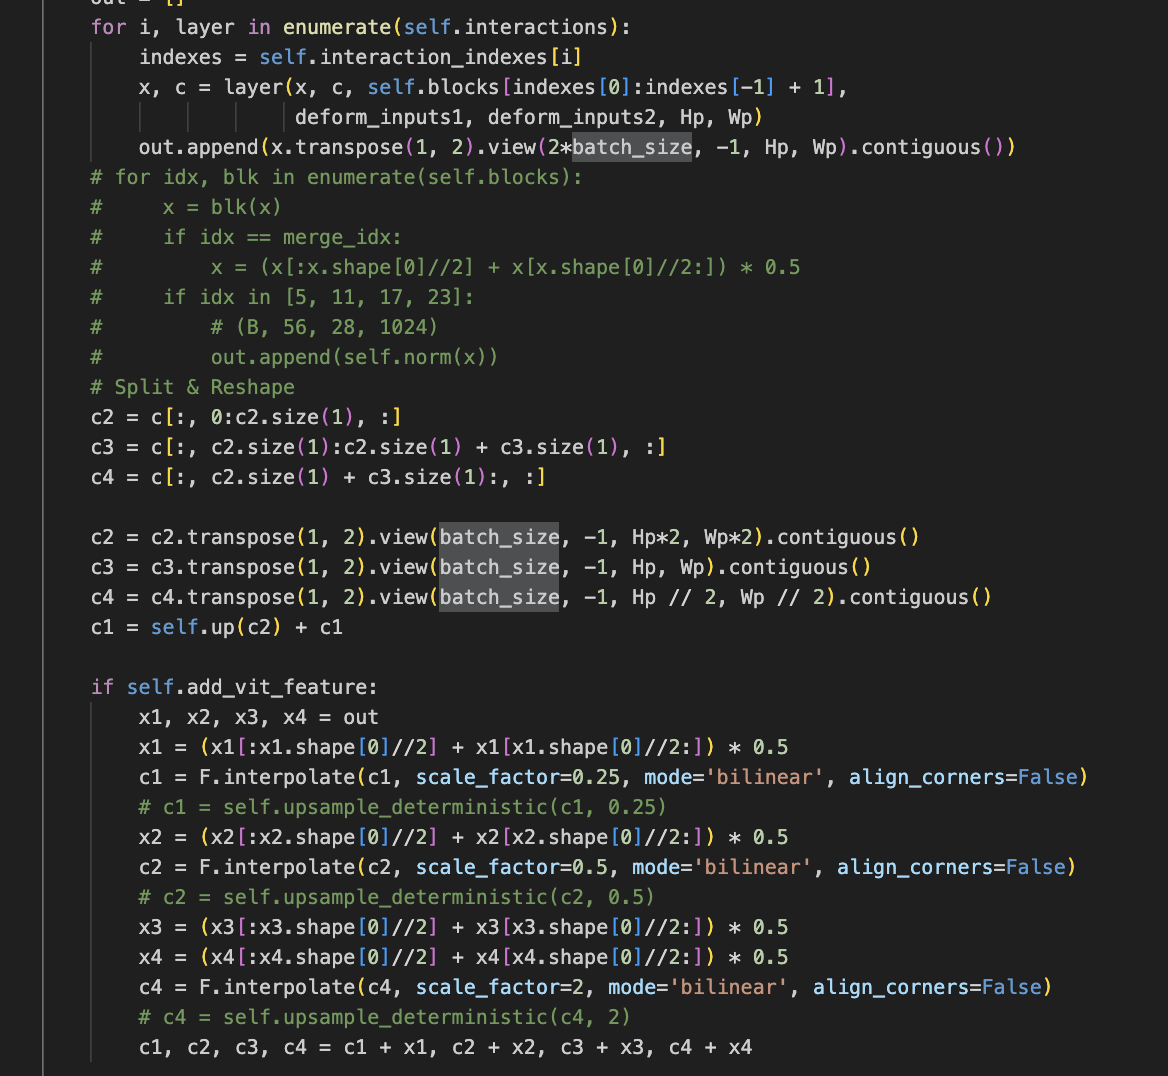 out = []
for i, layer in enumerate(self.interactions):
    indexes = self.interaction_indexes[i]
    x, c = layer(x, c, self.blocks[indexes[0]:indexes[-1] + 1],
                 deform_inputs1, deform_inputs2, Hp, Wp)
    out.append(x.transpose(1, 2).view(2*batch_size, -1, Hp, Wp).contiguous())
# for idx, blk in enumerate(self.blocks):
#     x = blk(x)
#     if idx == merge_idx:
#         x = (x[:x.shape[0]//2] + x[x.shape[0]//2:]) * 0.5
#     if idx in [5, 11, 17, 23]:
#         # (B, 56, 28, 1024)
#         out.append(self.norm(x))
# Split & Reshape
c2 = c[:, 0:c2.size(1), :]
c3 = c[:, c2.size(1):c2.size(1) + c3.size(1), :]
c4 = c[:, c2.size(1) + c3.size(1):, :]

c2 = c2.transpose(1, 2).view(batch_size, -1, Hp*2, Wp*2).contiguous()
c3 = c3.transpose(1, 2).view(batch_size, -1, Hp, Wp).contiguous()
c4 = c4.transpose(1, 2).view(batch_size, -1, Hp // 2, Wp // 2).contiguous()
c1 = self.up(c2) + c1

if self.add_vit_feature:
    x1, x2, x3, x4 = out
    x1 = (x1[:x1.shape[0]//2] + x1[x1.shape[0]//2:]) * 0.5
    c1 = F.interpolate(c1, scale_factor=0.25, mode='bilinear', align_corners=False)
    # c1 = self.upsample_deterministic(c1, 0.25)
    x2 = (x2[:x2.shape[0]//2] + x2[x2.shape[0]//2:]) * 0.5
    c2 = F.interpolate(c2, scale_factor=0.5, mode='bilinear', align_corners=False)
    # c2 = self.upsample_deterministic(c2, 0.5)
    x3 = (x3[:x3.shape[0]//2] + x3[x3.shape[0]//2:]) * 0.5
    x4 = (x4[:x4.shape[0]//2] + x4[x4.shape[0]//2:]) * 0.5
    c4 = F.interpolate(c4, scale_factor=2, mode='bilinear', align_corners=False)
    # c4 = self.upsample_deterministic(c4, 2)
    c1, c2, c3, c4 = c1 + x1, c2 + x2, c3 + x3, c4 + x4